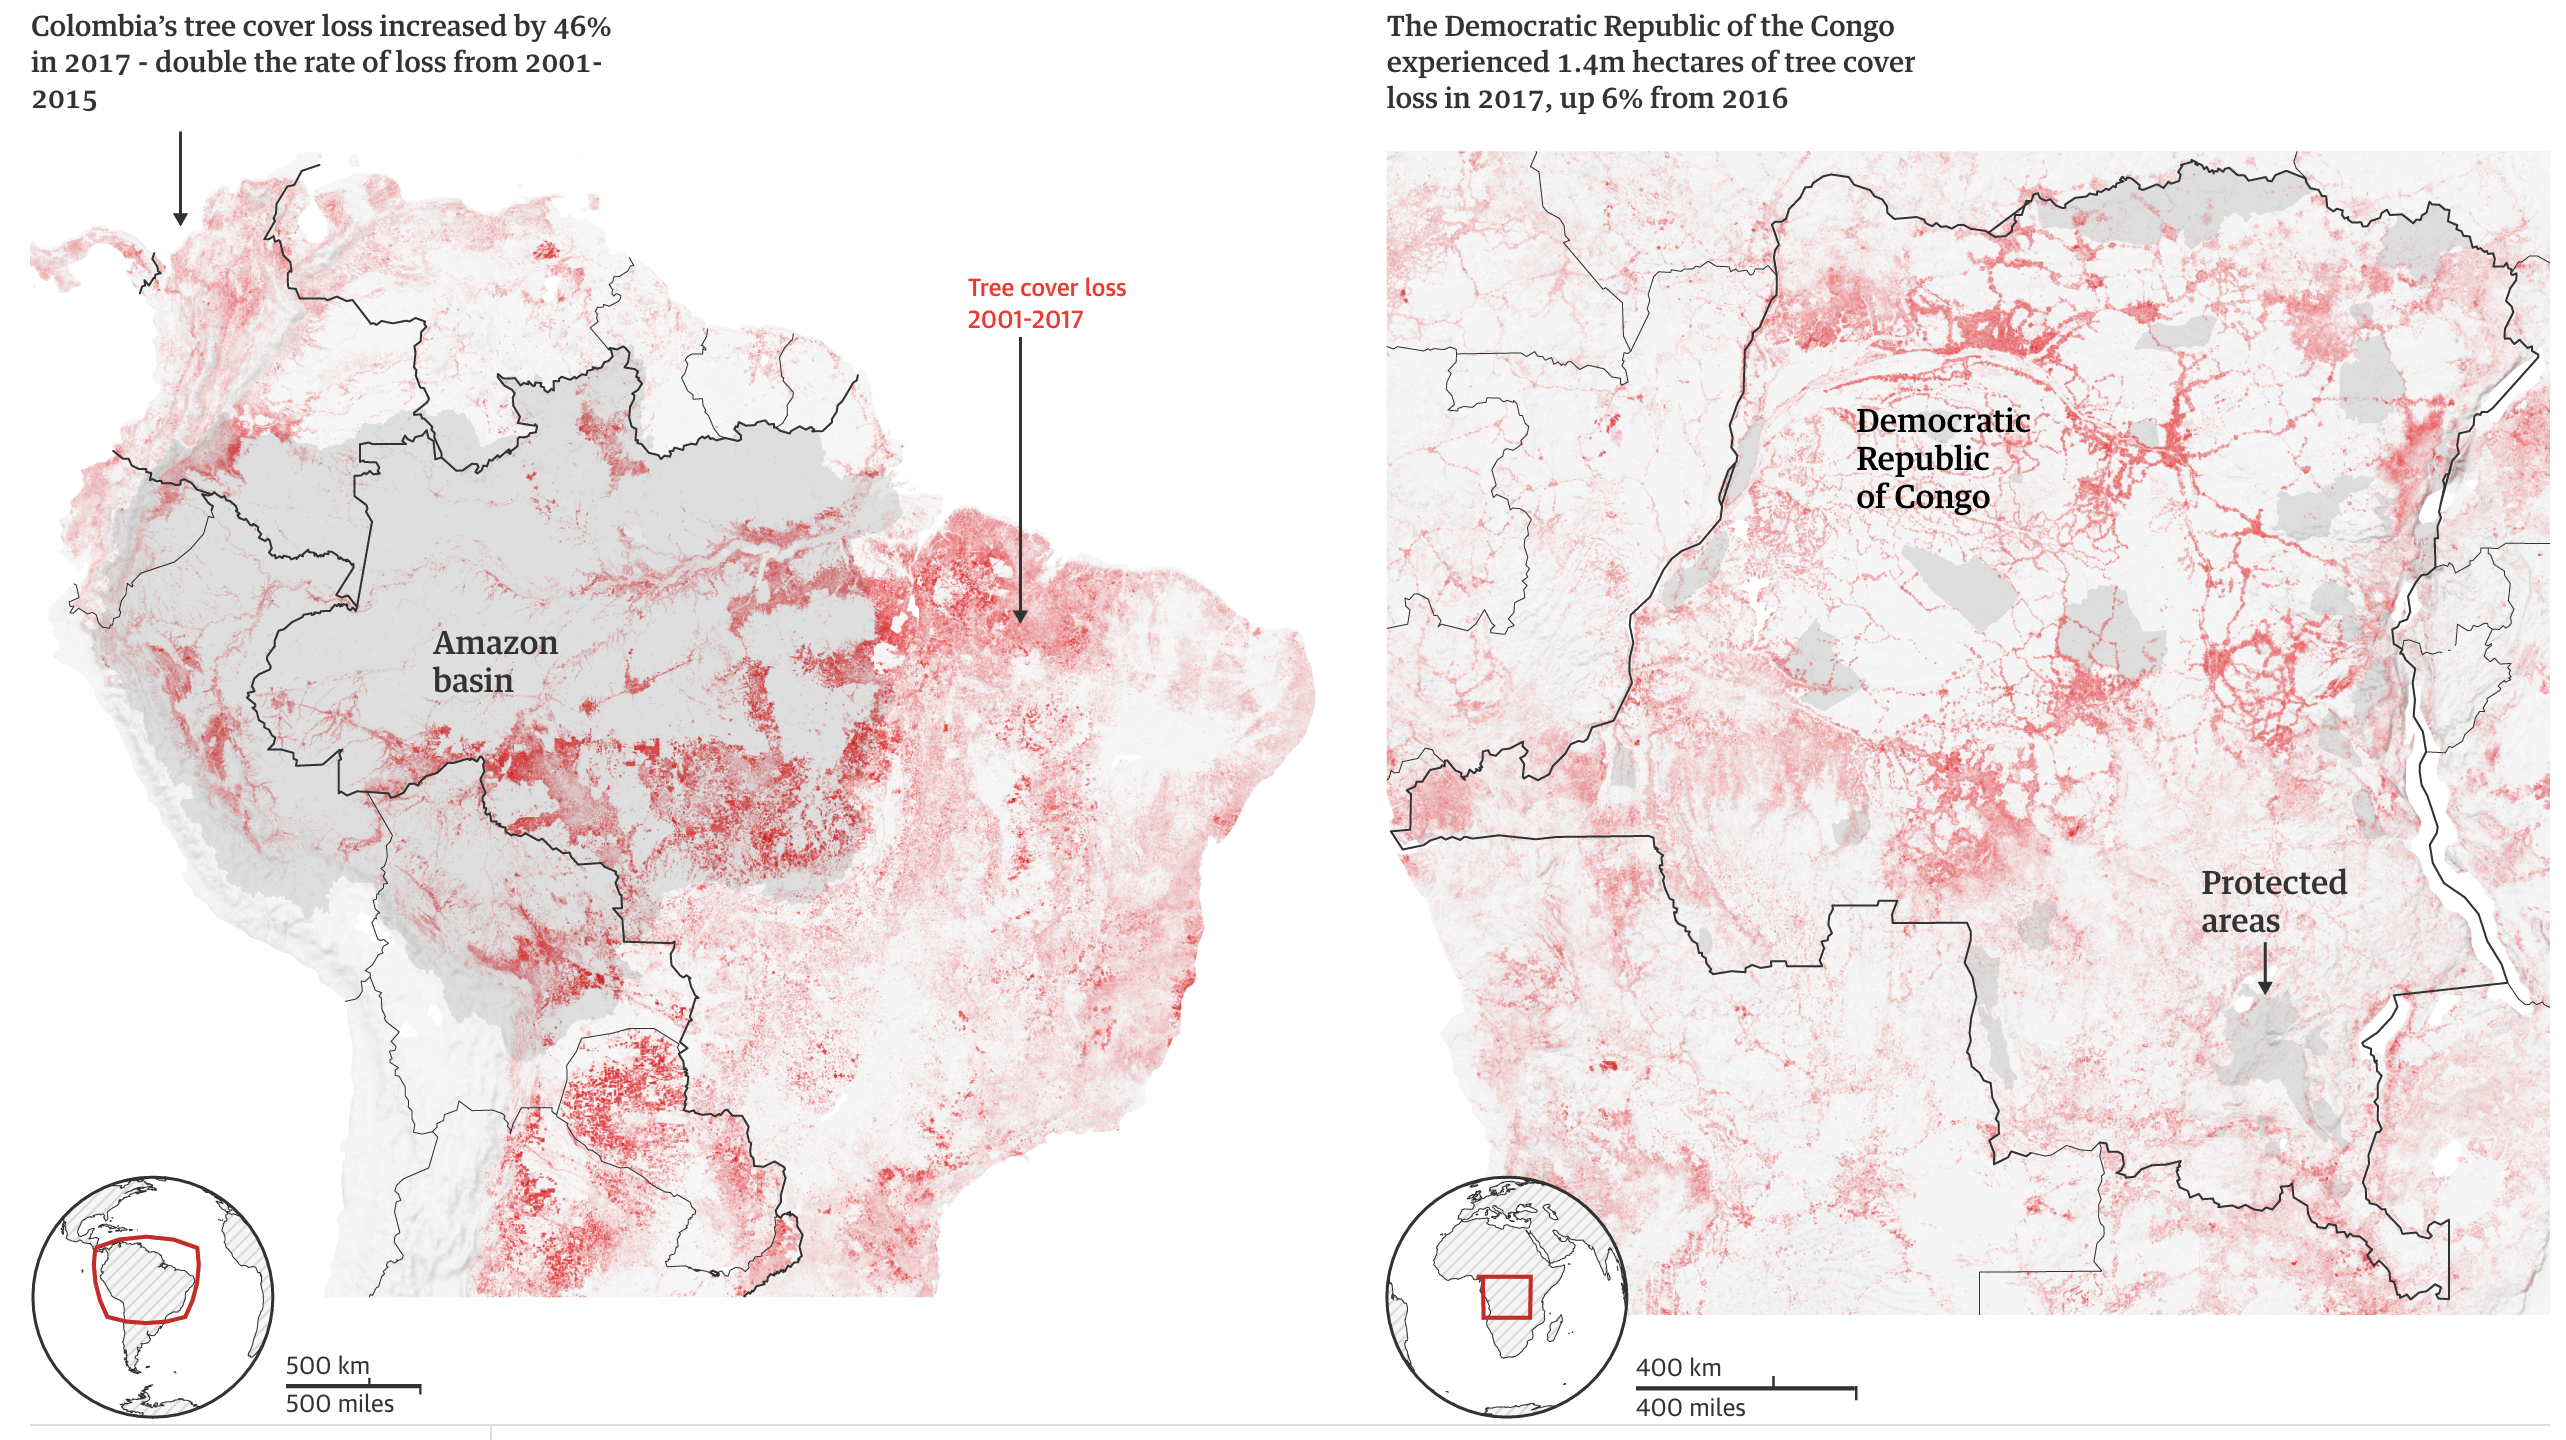 Colombia’s tree cover loss increased by 46%
in 2017 - double the rate of loss from 2001-
2015
Tree cover loss
2001-2017
Amazon
basin
500 km
500 miles
The Democratic Republic of the Congo
experienced 1.4m hectares of tree cover
loss in 2017, up 6% from 2016
Democratic
Republic
of Congo
Protected
areas
400 km
400 miles